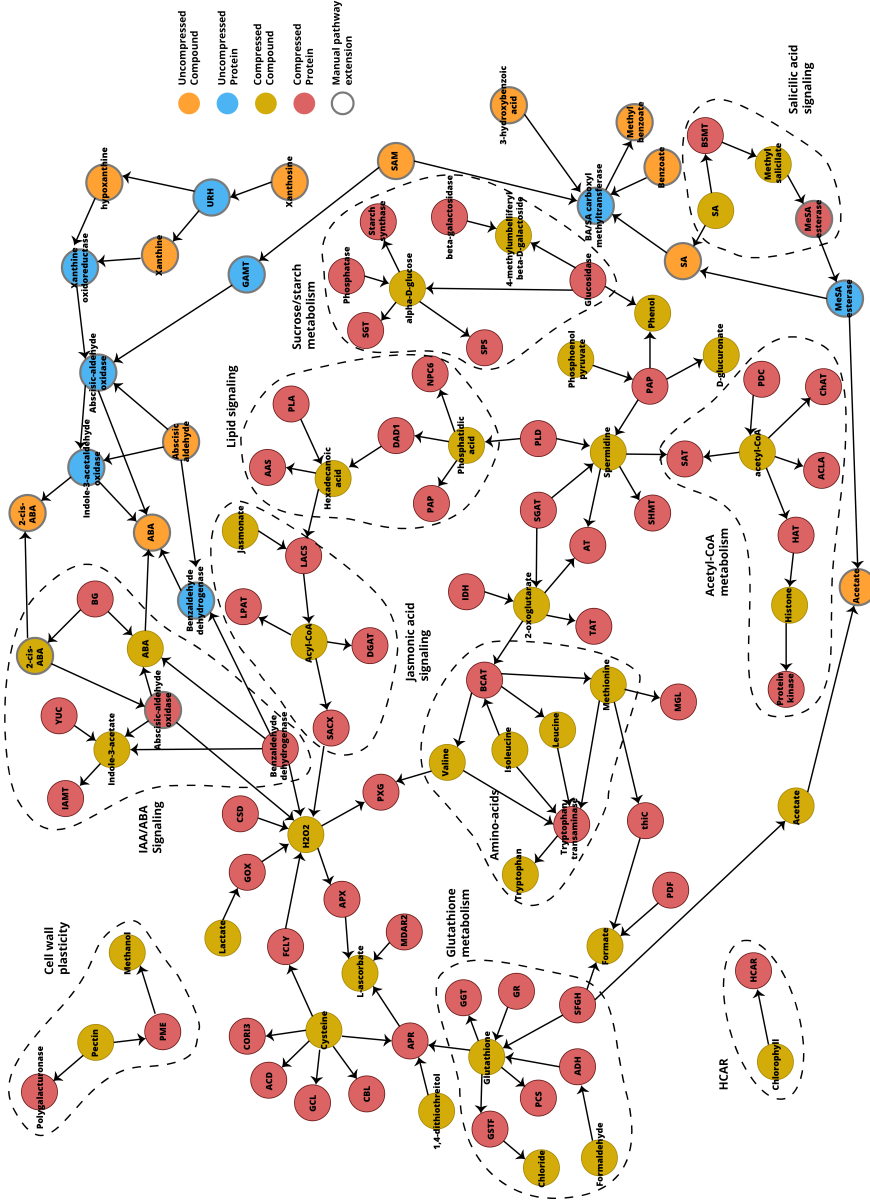 Polygalacturonase
Pectin
PME
Methanol
Cell wall
plasticity
IAMT
YUC
Indole-3-acetate
BG
2-cis-
ABA
ABA
Abscisic-aldehyde
oxidase
Benzaldehyde
dehydrogenase
IAA/ABA
Signaling
2-cis-
ABA
ABA
Indole-3-acetaldehyde
oxidase
Abscisic
aldehyde
Benzaldehyde
dehydrogenase
Abscisic-aldehyde
oxidase
Xanthine
oxidoreductase
hypoxanthine
Xanthine
URH
Xanthosine
GAMT
SAM
Uncompressed
Compound
Uncompressed
Protein
Compressed
Compound
Compressed
Protein
Manual pathway
extension
Lactate
GOX
CSD
H2O2
FCLY
APX
MDAR2
L-ascorbate
CORI3
ACD
GCL
CBL
Cysteine
APR
1,4-dithiothreitol
PXG
Jasmonate
LACS
LPAT
Acyl-CoA
DGAT
SACX
Jasmonic acid
signaling
Lipid signaling
PLA
AAS
Hexadecanoic
acid
DAD1
NPC6
PAP
Phosphatidic
acid
Sucrose/starch
metabolism
Phosphatase
Starch
synthase
SGT
alpha-D-glucose
SPS
beta-galactosidase
4-methylumbelliferyl
beta-D-galactoside
Glucosidase
3-hydroxybenzoic
acid
BA/SA carboxyl
methyltransferase
Methyl
benzoate
Benzoate
SA
Salicilic acid
signaling
BSMT
SA
Methyl
salicilate
MeSA
esterase
MeSA
esterase
Glutathione
metabolism
GGT
GR
Glutathione
SFGH
ADH
PCS
GSTF
Chloride
Formaldehyde
Formate
PDF
thiC
Amino-acids
Valine
BCAT
Isoleucine
Leucine
Methionine
Tryptophan
Tryptophan
transaminase
MGL
IDH
2-oxoglutarate
TAT
AT
SGAT
PLD
Spermidine
SHMT
SAT
Phosphoenol
pyruvate
PAP
Phenol
D-glucuronate
Acetyl-CoA
metabolism
PDC
ChAT
acetyl-CoA
ACLA
HAT
Histone
Protein
kinase
Acetate
Acetate
HCAR
HCAR
Chlorophyll